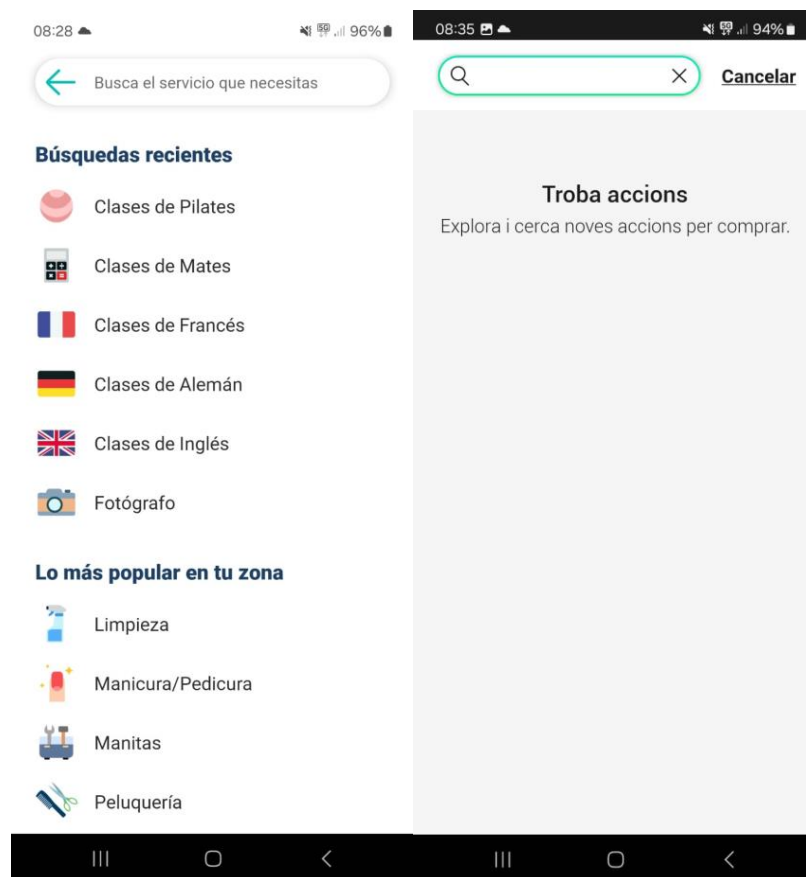 08:28
5G
96%
Busca el servicio que necesitas
Búsquedas recientes
Clases de Pilates
Clases de Mates
Clases de Francés
Clases de Alemán
Clases de Inglés
Fotógrafo
Lo más popular en tu zona
Limpieza
Manicura/Pedicura
Manitas
Peluquería
08:35
5G
94%
Cancelar
Troba accions
Explora i cerca noves accions per comprar.